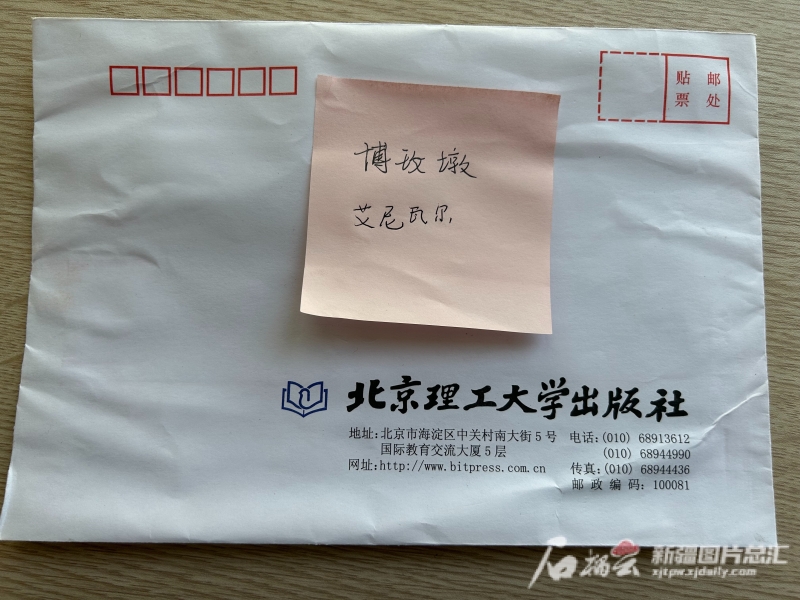 贴 邮
票 处
博孜墩
艾尼瓦尔
北京理工大学出版社
地址:北京市海淀区中关村南大街5号 电话:(010) 68913612
国际教育交流大厦5层 (010) 68944990
网址:http://www.bitpress.com.cn 传真:(010) 68944436
邮政编码: 100081
石榴云 新疆图片总汇
xjtpw.xjdaily.com